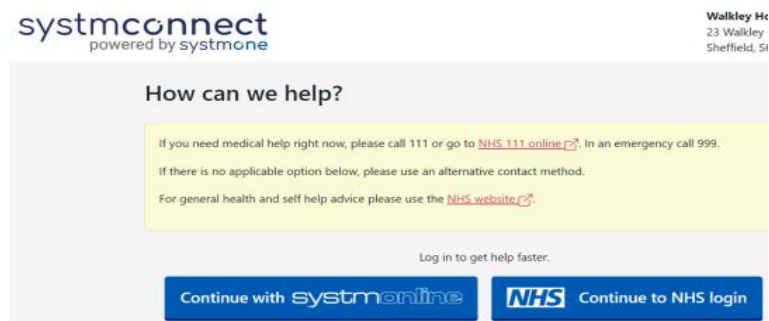 systmconnect
powered by systmone
Walkley Ho
23 Walkley
Sheffield, S6
How can we help?
If you need medical help right now, please call 111 or go to NHS 111 online. In an emergency call 999.
If there is no applicable option below, please use an alternative contact method.
For general health and self help advice please use the NHS website.
Log in to get help faster.
Continue with systmonline
NHS Continue to NHS login